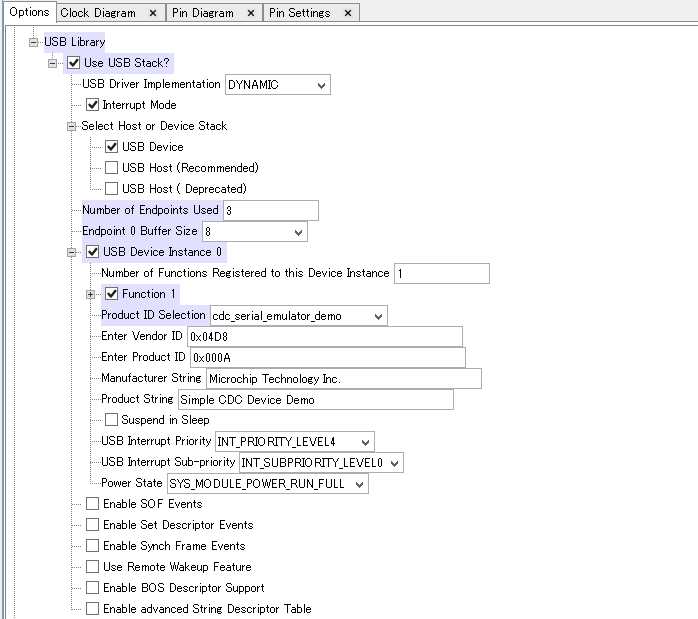 Options Clock Diagram × Pin Diagram × Pin Settings ×
USB Library
Use USB Stack?
USB Driver Implementation DYNAMIC
Interrupt Mode
Select Host or Device Stack
USB Device
USB Host (Recommended)
USB Host ( Deprecated)
Number of Endpoints Used 3
Endpoint 0 Buffer Size 8
USB Device Instance 0
Number of Functions Registered to this Device Instance 1
Function 1
Product ID Selection cdc_serial_emulator_demo
Enter Vendor ID 0x04D8
Enter Product ID 0x000A
Manufacturer String Microchip Technology Inc.
Product String Simple CDC Device Demo
Suspend in Sleep
USB Interrupt Priority INT_PRIORITY_LEVEL4
USB Interrupt Sub-priority INT_SUBPRIORITY_LEVEL0
Power State SYS_MODULE_POWER_RUN_FULL
Enable SOF Events
Enable Set Descriptor Events
Enable Synch Frame Events
Use Remote Wakeup Feature
Enable BOS Descriptor Support
Enable advanced String Descriptor Table